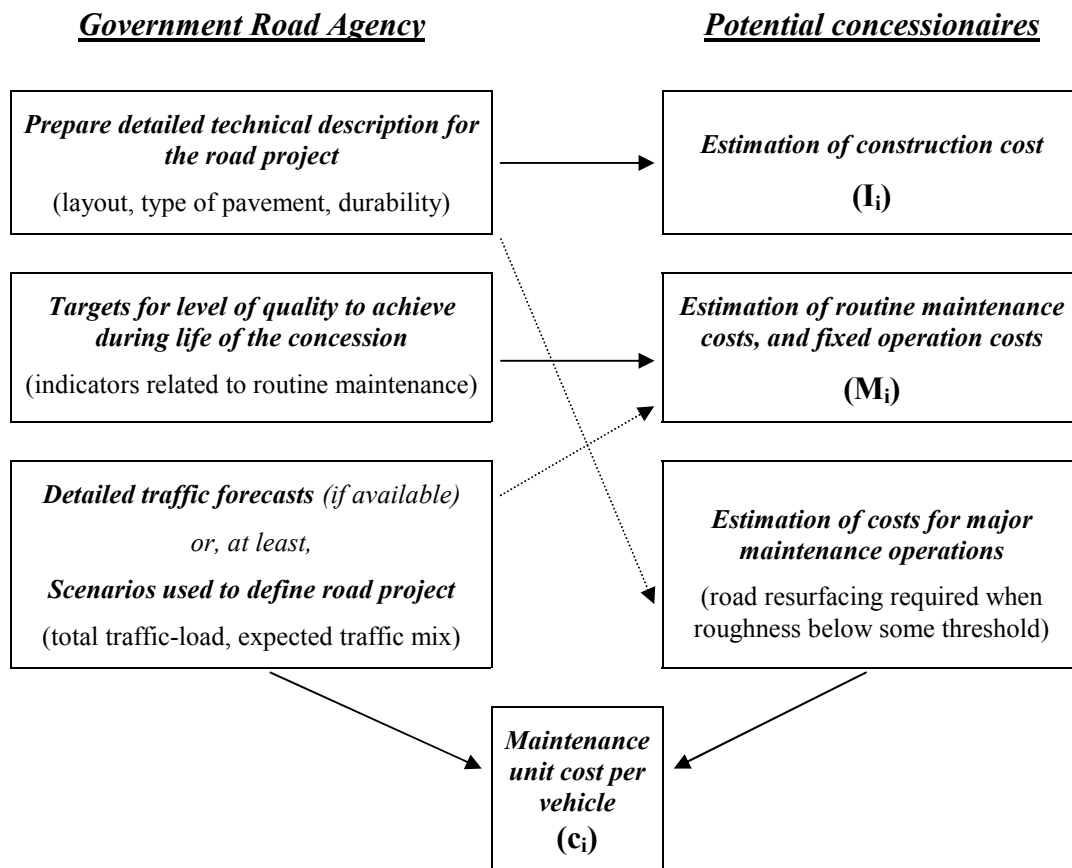 Government Road Agency
Potential concessionaires
Prepare detailed technical description for
the road project
(layout, type of pavement, durability)
Estimation of construction cost
(Ii)
Targets for level of quality to achieve
during life of the concession
(indicators related to routine maintenance)
Estimation of routine maintenance
costs, and fixed operation costs
(Mi)
Detailed traffic forecasts (if available)
or, at least,
Scenarios used to define road project
(total traffic-load, expected traffic mix)
Estimation of costs for major
maintenance operations
(road resurfacing required when
roughness below some threshold)
Maintenance
unit cost per
vehicle
(ci)